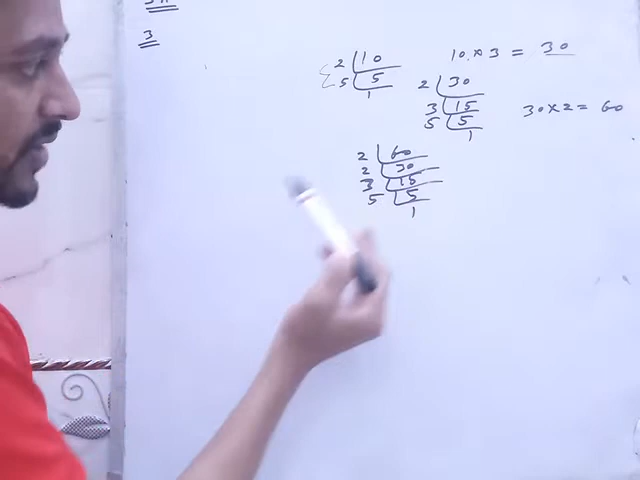 3
2 | 10
5 | 5
1
10 × 3 = 30
2 | 30
3 | 15
5 | 5
1
30 × 2 = 60
2 | 60
2 | 30
3 | 15
5 | 5
1